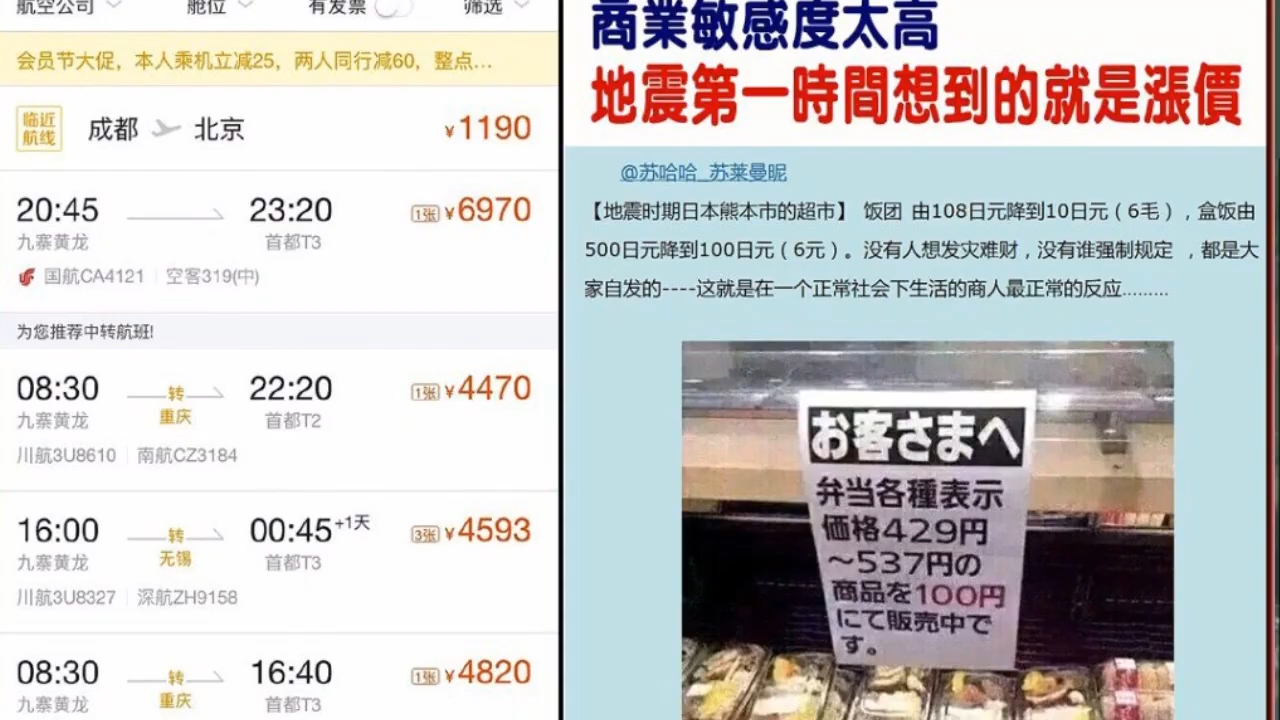 航空公司 舱位 有发票 筛选
会员节大促，本人乘机立减25，两人同行减60，整点...
临近航线 成都 北京 ¥1190
20:45 23:20 1张 ¥6970
九寨黄龙 首都T3
国航CA4121 空客319(中)
为您推荐中转航班!
08:30 转 22:20 1张 ¥4470
九寨黄龙 重庆 首都T2
川航3U8610 南航CZ3184
16:00 转 00:45+1天 3张 ¥4593
九寨黄龙 无锡 首都T3
川航3U8327 深航ZH9158
08:30 转 16:40 1张 ¥4820
九寨黄龙 重庆 首都T3
商業敏感度太高
地震第一時間想到的就是漲價
@苏哈哈_苏莱曼昵
【地震时期日本熊本市的超市】 饭团 由108日元降到10日元（6毛），盒饭由
500日元降到100日元（6元）。没有人想发灾难财，没有谁强制规定 ，都是大
家自发的----这就是在一个正常社会下生活的商人最正常的反应.........
お客さまへ
弁当各種表示
価格429円
～537円の
商品を100円
にて販売中で
す。